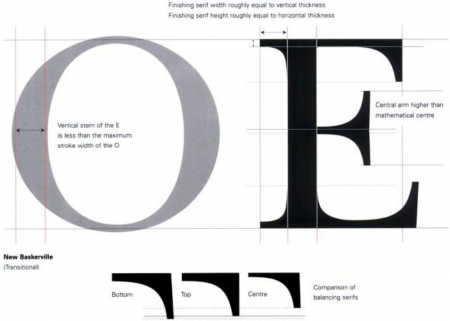 Finishing serif width roughly equal to vertical thickness
Finishing serif height roughly equal to horizontal thickness
O E
Vertical stem of the E
is less than the maximum
stroke width of the O
Central arm higher than
mathematical centre
New Baskerville
(Transitional)
Bottom
Top
Centre
Comparison of
balancing serifs